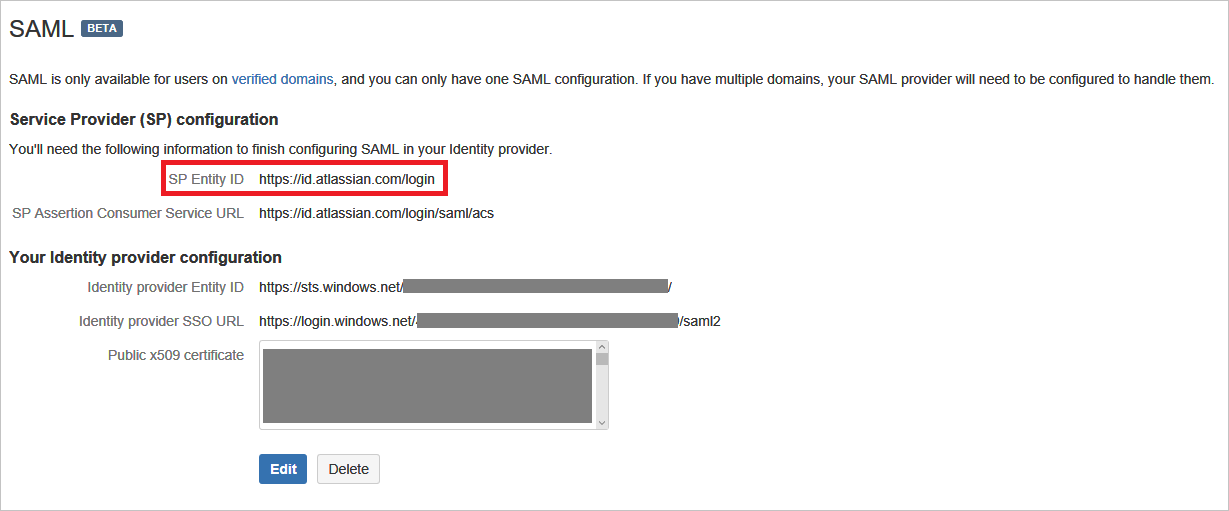 SAML BETA
SAML is only available for users on verified domains, and you can only have one SAML configuration. If you have multiple domains, your SAML provider will need to be configured to handle them.
Service Provider (SP) configuration
You'll need the following information to finish configuring SAML in your Identity provider.
SP Entity ID https://id.atlassian.com/login
SP Assertion Consumer Service URL https://id.atlassian.com/login/saml/acs
Your Identity provider configuration
Identity provider Entity ID https://sts.windows.net/ /
Identity provider SSO URL https://login.windows.net/ /saml2
Public x509 certificate
Edit Delete